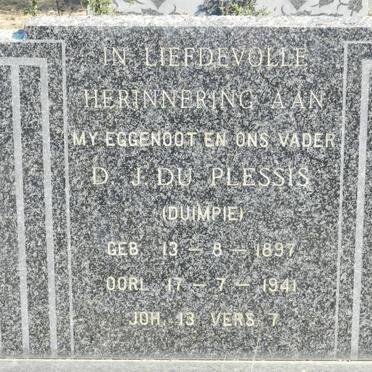 IN LIEFDEVOLLE
HERINNERING AAN
MY EGGENOOT EN ONS VADER
D. J. DU PLESSIS
(DUIMPIE)
GEB. 13 - 8 - 1897
OORL. 17 - 7 - 1941
JOH. 13 VERS 7